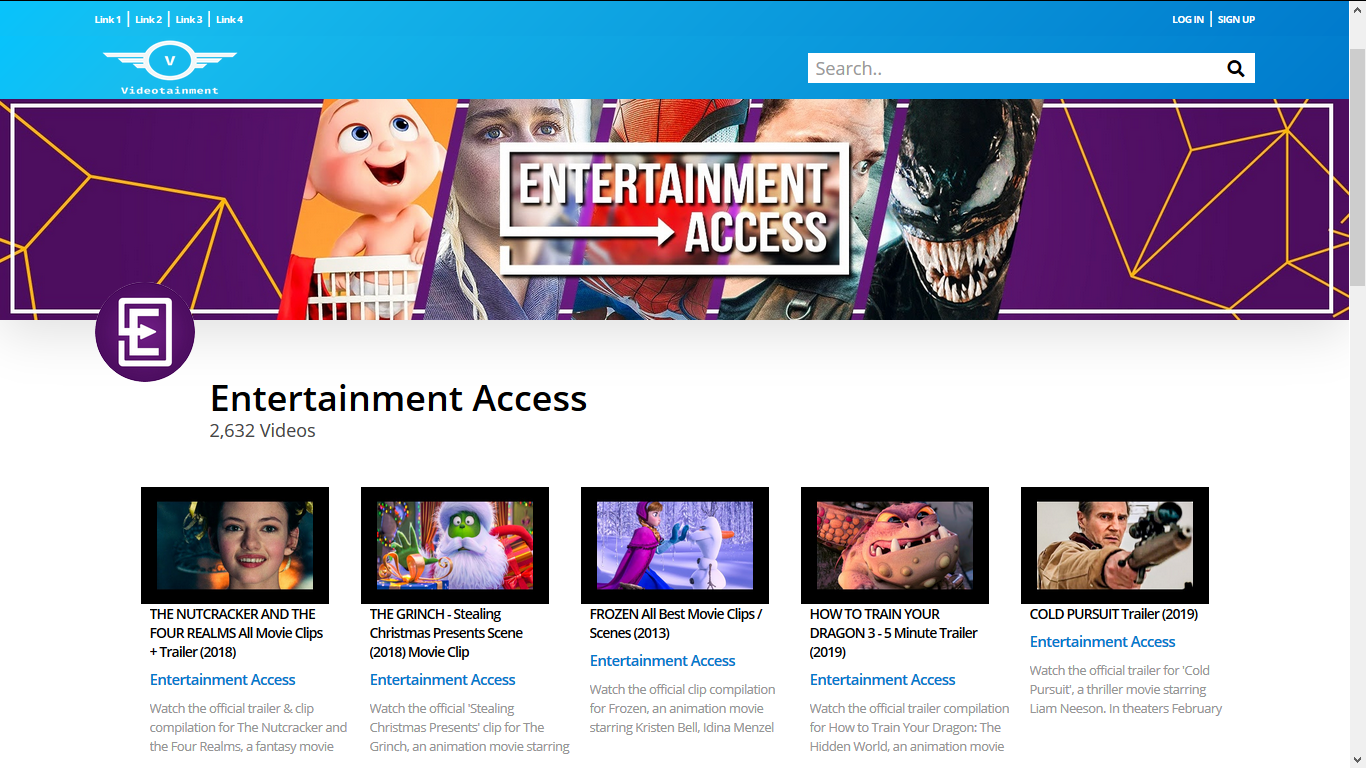 Link 1 | Link 2 | Link 3 | Link 4
LOG IN | SIGN UP
V
Videotainment
Search..
ENTERTAINMENT
ACCESS
E
Entertainment Access
2,632 Videos
THE NUTCRACKER AND THE
FOUR REALMS All Movie Clips
+ Trailer (2018)
Entertainment Access
Watch the official trailer & clip
compilation for The Nutcracker and
the Four Realms, a fantasy movie
THE GRINCH - Stealing
Christmas Presents Scene
(2018) Movie Clip
Entertainment Access
Watch the official 'Stealing
Christmas Presents' clip for The
Grinch, an animation movie starring
FROZEN All Best Movie Clips /
Scenes (2013)
Entertainment Access
Watch the official clip compilation
for Frozen, an animation movie
starring Kristen Bell, Idina Menzel
HOW TO TRAIN YOUR
DRAGON 3 - 5 Minute Trailer
(2019)
Entertainment Access
Watch the official trailer compilation
for How to Train Your Dragon: The
Hidden World, an animation movie
COLD PURSUIT Trailer (2019)
Entertainment Access
Watch the official trailer for 'Cold
Pursuit', a thriller movie starring
Liam Neeson. In theaters February